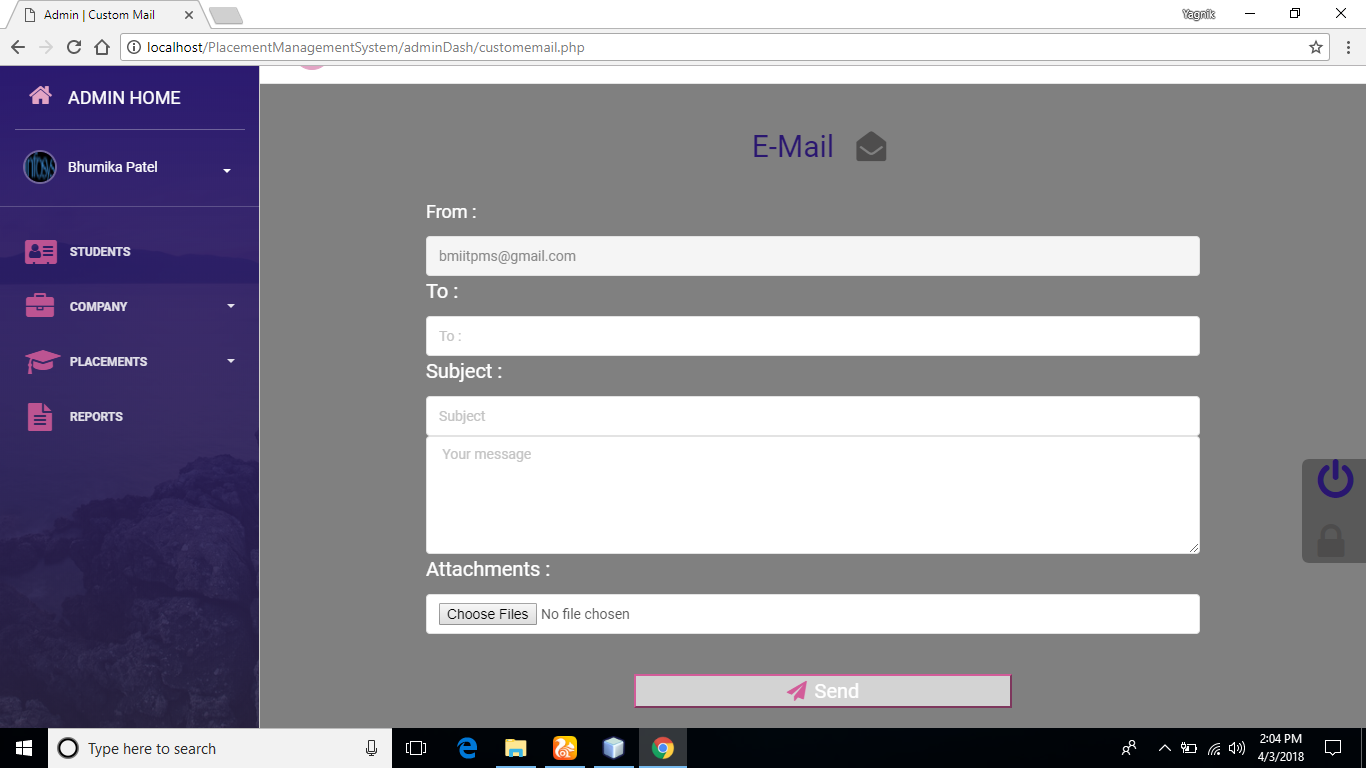 Admin | Custom Mail
Yagnik
localhost/PlacementManagementSystem/adminDash/customemail.php
ADMIN HOME
Bhumika Patel
STUDENTS
COMPANY
PLACEMENTS
REPORTS
E-Mail
From :
bmiitpms@gmail.com
To :
To :
Subject :
Subject
Your message
Attachments :
Choose Files No file chosen
Send
Type here to search
2:04 PM
4/3/2018